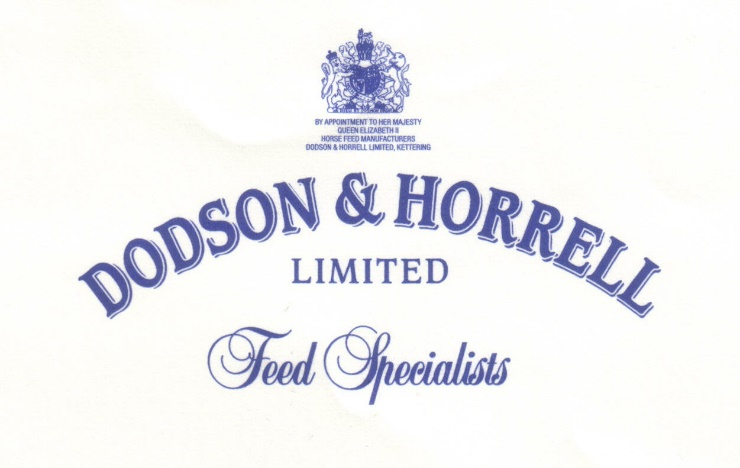 BY APPOINTMENT TO HER MAJESTY
QUEEN ELIZABETH II
HORSE FEED MANUFACTURERS
DODSON & HORRELL LIMITED, KETTERING
DODSON & HORRELL
LIMITED
Feed Specialists